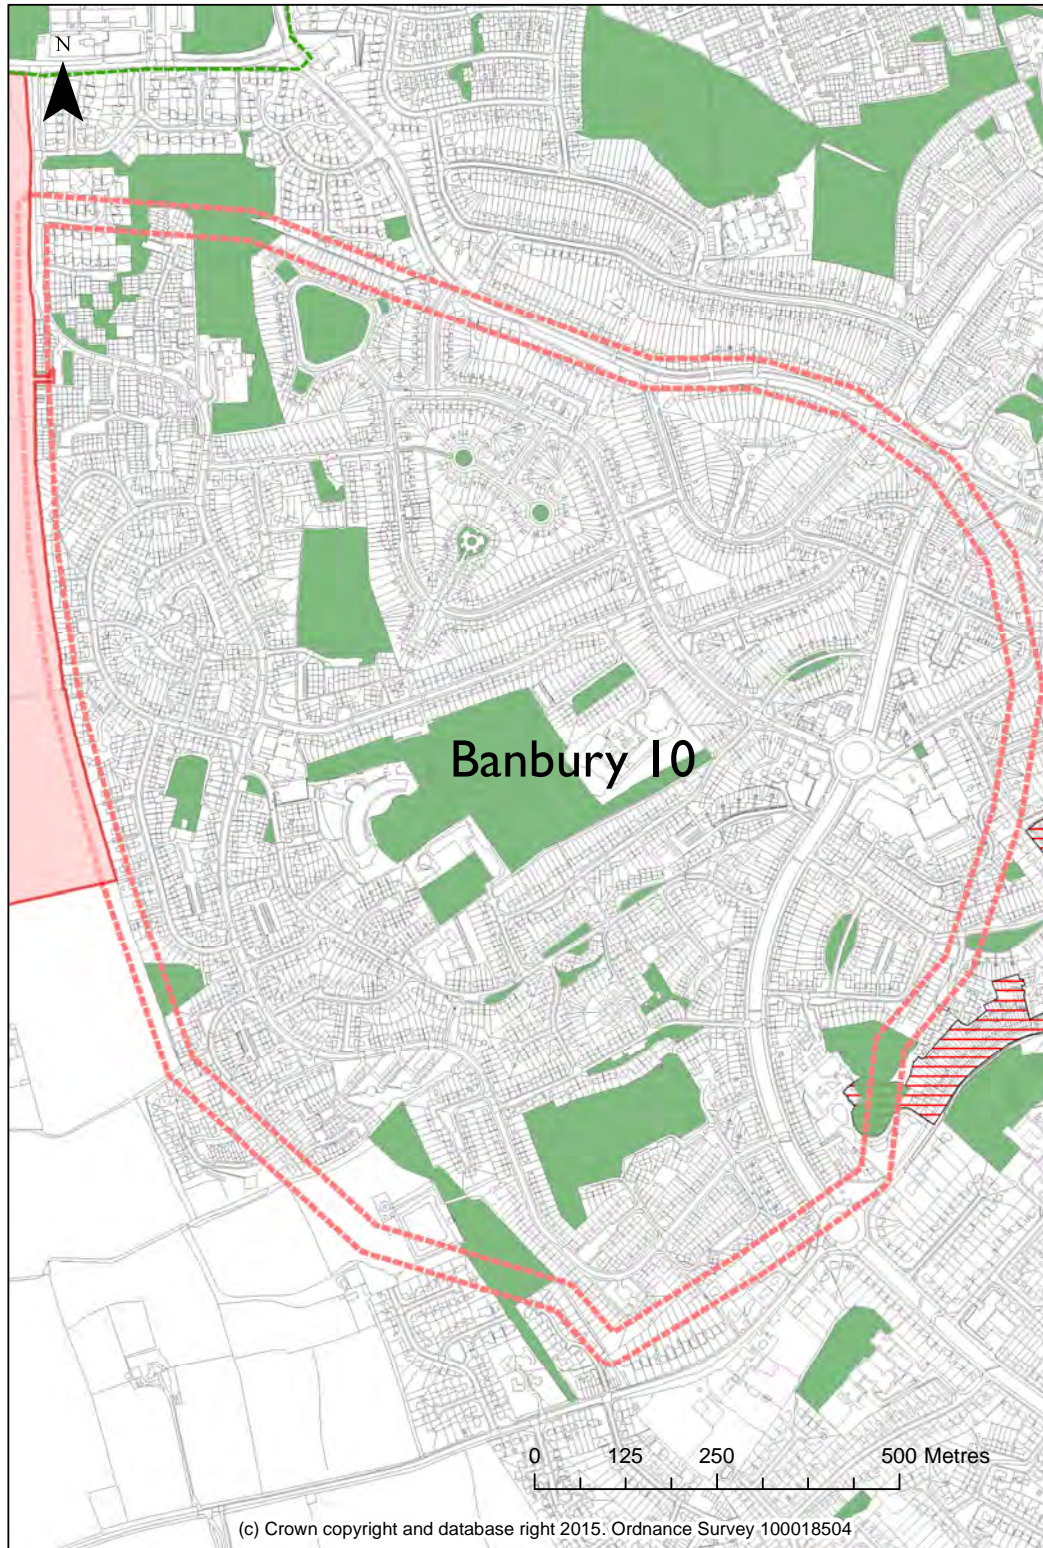 N
Banbury 10
0 125 250 500 Metres
(c) Crown copyright and database right 2015. Ordnance Survey 100018504